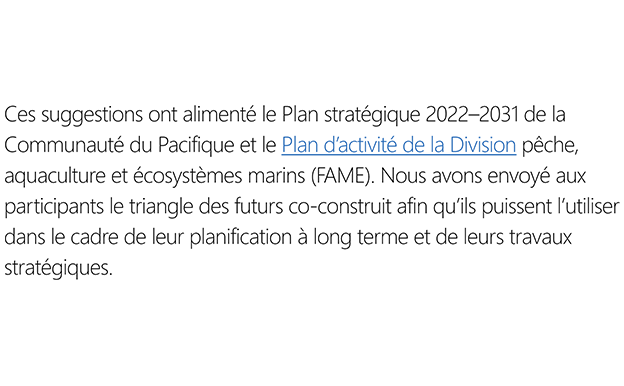 Ces suggestions ont alimenté le Plan stratégique 2022–2031 de la
Communauté du Pacifique et le Plan d’activité de la Division pêche,
aquaculture et écosystèmes marins (FAME). Nous avons envoyé aux
participants le triangle des futurs co-construit afin qu’ils puissent l’utiliser
dans le cadre de leur planification à long terme et de leurs travaux
stratégiques.